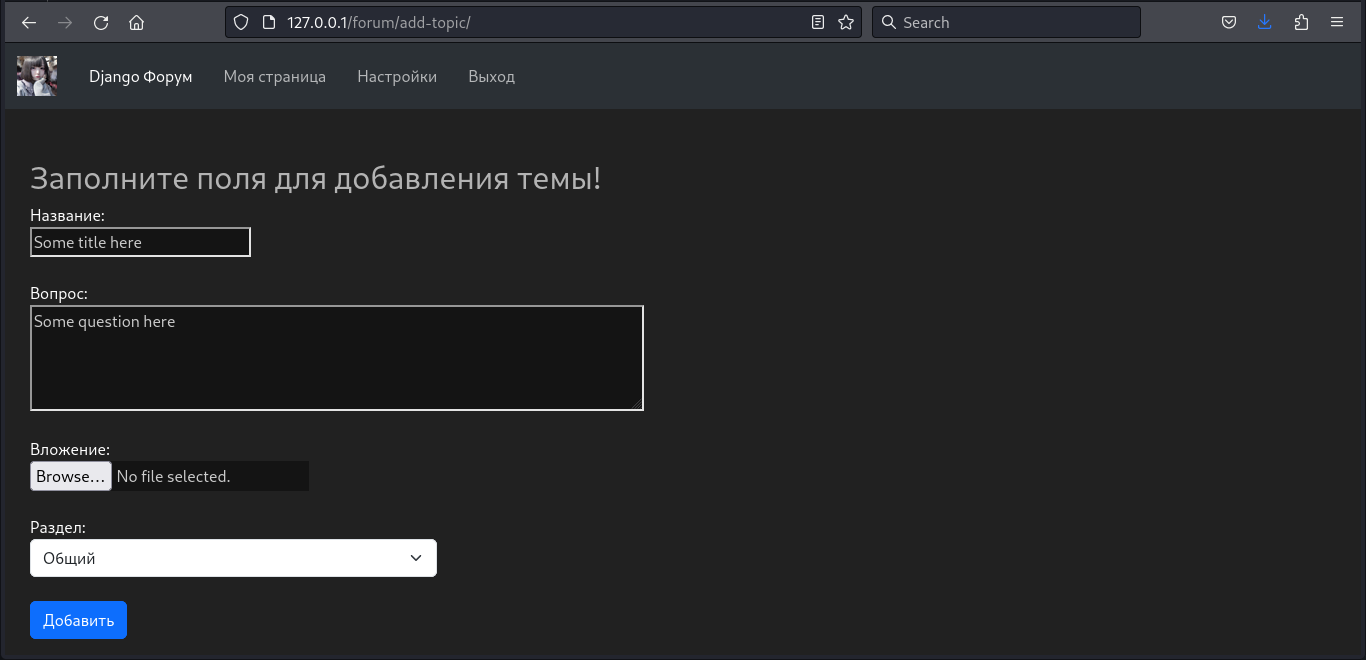 127.0.0.1/forum/add-topic/
Search
Django Форум Моя страница Настройки Выход
Заполните поля для добавления темы!
Название:
Some title here
Вопрос:
Some question here
Вложение:
Browse... No file selected.
Раздел:
Общий
Добавить